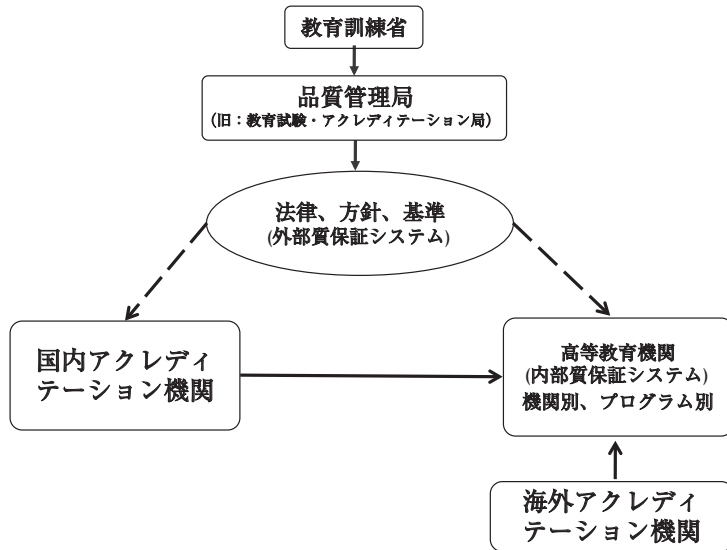 教育訓練省
品質管理局
（旧：教育試験・アクレディテーション局）
法律、方針、基準
(外部質保証システム)
国内アクレディ
テーション機関
高等教育機関
(内部質保証システム)
機関別、プログラム別
海外アクレディ
テーション機関